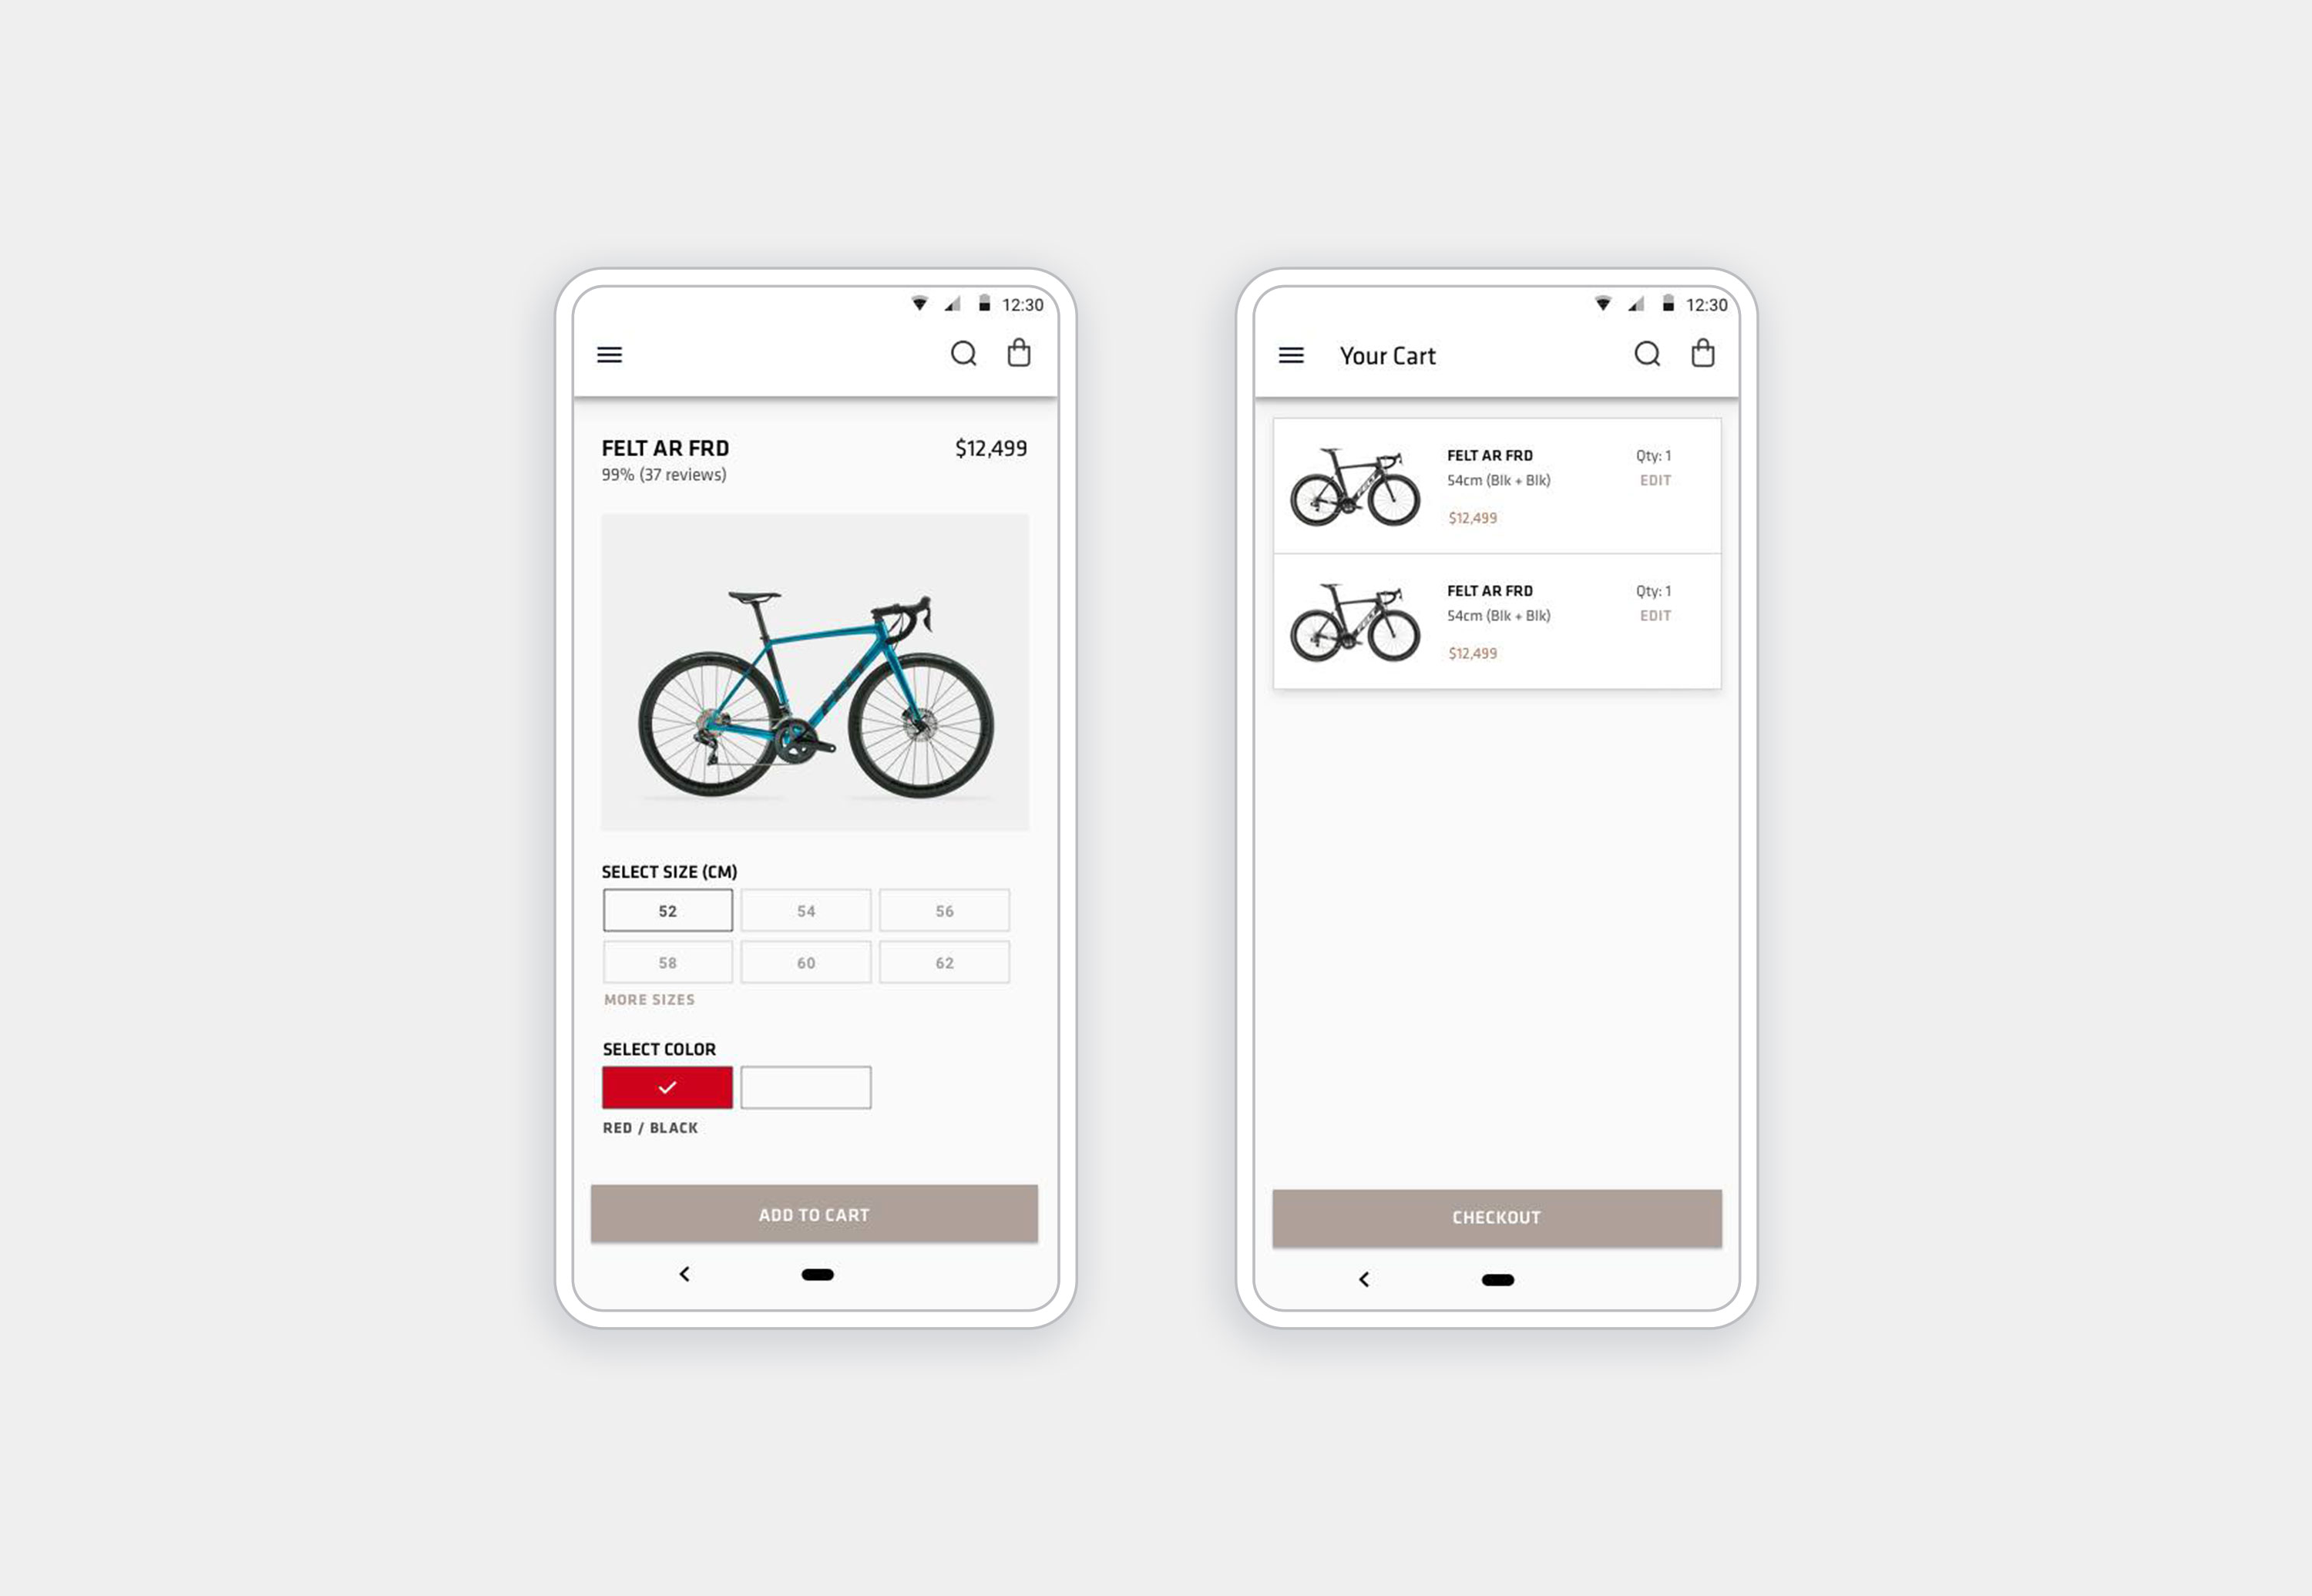 12:30
FELT AR FRD
$12,499
99% (37 reviews)
SELECT SIZE (CM)
52
54
56
58
60
62
MORE SIZES
SELECT COLOR
RED / BLACK
ADD TO CART
12:30
Your Cart
FELT AR FRD
Qty: 1
54cm (Blk + Blk)
EDIT
$12,499
FELT AR FRD
Qty: 1
54cm (Blk + Blk)
EDIT
$12,499
CHECKOUT